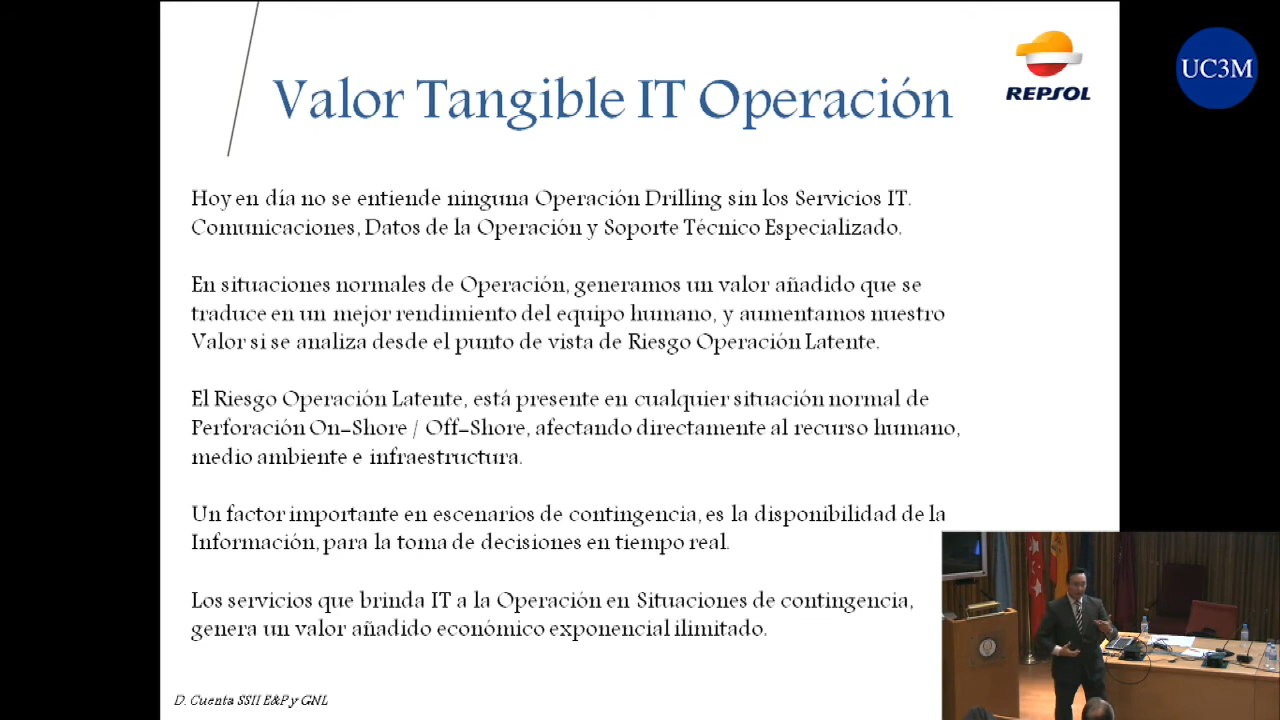 Valor Tangible IT Operación
REPSOL
UC3M
Hoy en día no se entiende ninguna Operación Drilling sin los Servicios IT.
Comunicaciones, Datos de la Operación y Soporte Técnico Especializado.
En situaciones normales de Operación, generamos un valor añadido que se
traduce en un mejor rendimiento del equipo humano, y aumentamos nuestro
Valor si se analiza desde el punto de vista de Riesgo Operación Latente.
El Riesgo Operación Latente, está presente en cualquier situación normal de
Perforación On-Shore / Off-Shore, afectando directamente al recurso humano,
medio ambiente e infraestructura.
Un factor importante en escenarios de contingencia, es la disponibilidad de la
Información, para la toma de decisiones en tiempo real.
Los servicios que brinda IT a la Operación en Situaciones de contingencia,
genera un valor añadido económico exponencial ilimitado.
D. Cuenta SSII E&P y GNL